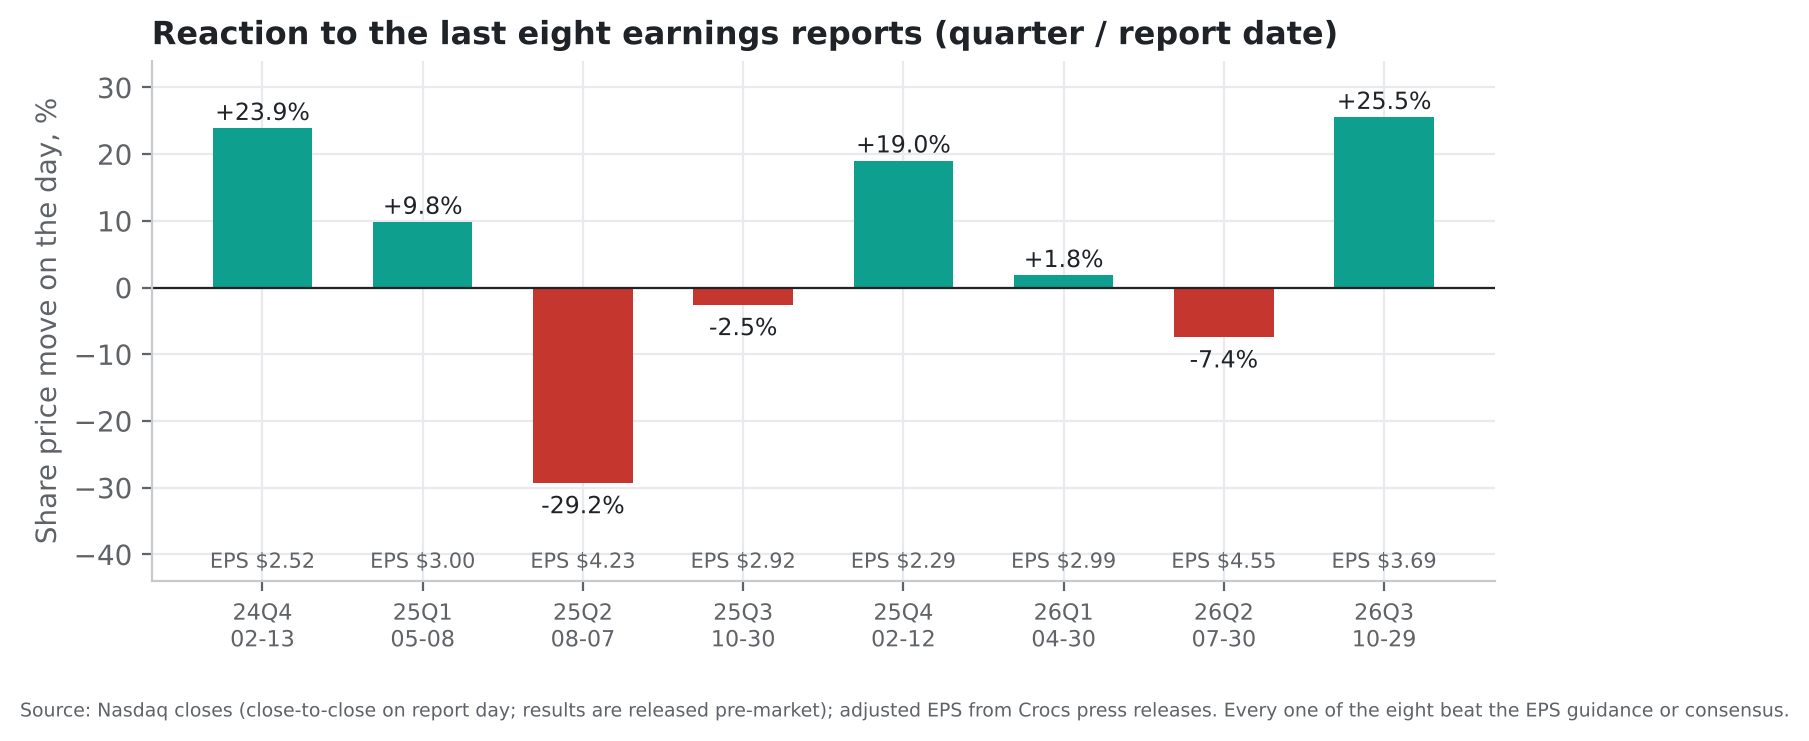 Reaction to the last eight earnings reports (quarter / report date)
Share price move on the day, %
30
20
10
0
−10
−20
−30
−40
+23.9%
+9.8%
-29.2%
-2.5%
+19.0%
+1.8%
-7.4%
+25.5%
EPS $2.52 EPS $3.00 EPS $4.23 EPS $2.92 EPS $2.29 EPS $2.99 EPS $4.55 EPS $3.69
24Q4 25Q1 25Q2 25Q3 25Q4 26Q1 26Q2 26Q3
02-13 05-08 08-07 10-30 02-12 04-30 07-30 10-29
Source: Nasdaq closes (close-to-close on report day; results are released pre-market); adjusted EPS from Crocs press releases. Every one of the eight beat the EPS guidance or consensus.